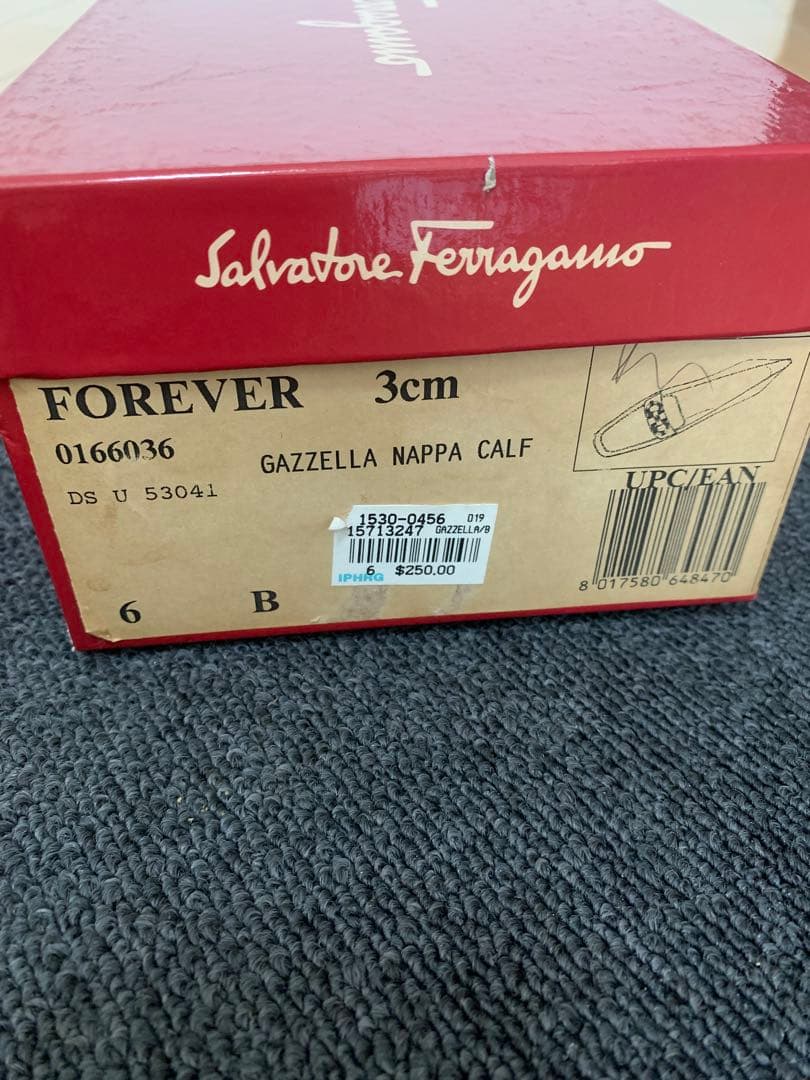 Ferragamo
Salvatore Ferragamo
FOREVER 3cm
0166036
GAZZELLA NAPPA CALF
DS U 53041
UPC/EAN
1530-0456 019
15713247 GAZZELLA/B
6 $250.00
IPHRG
8 017580 648470
6 B